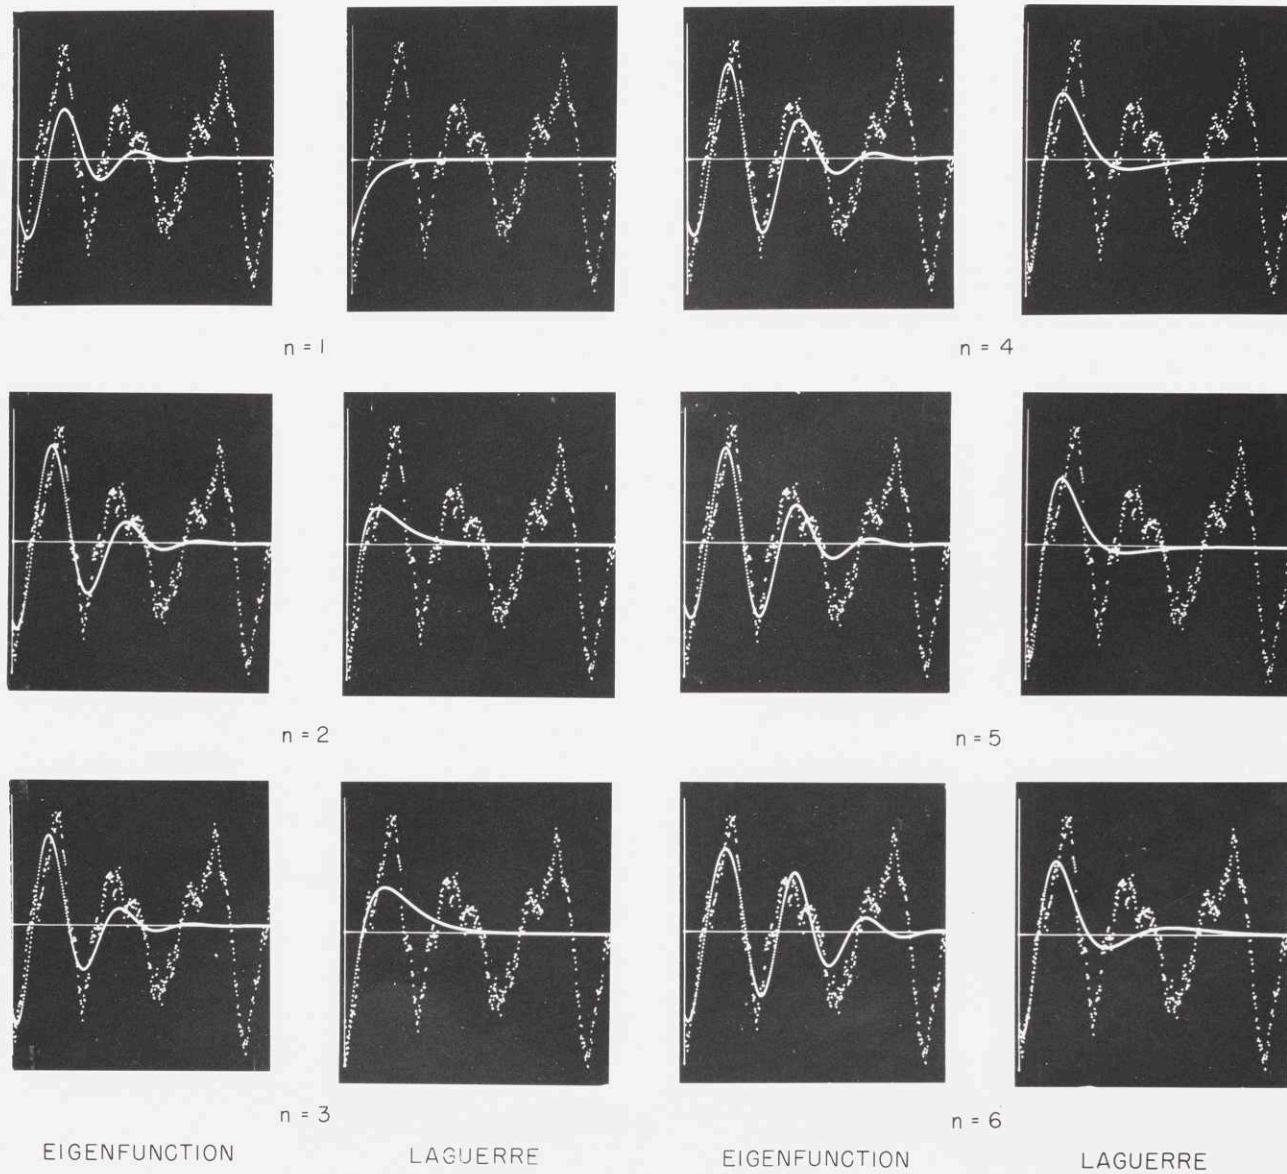 n = 1
n = 4
n = 2
n = 5
n = 3
n = 6
EIGENFUNCTION LAGUERRE EIGENFUNCTION LAGUERRE